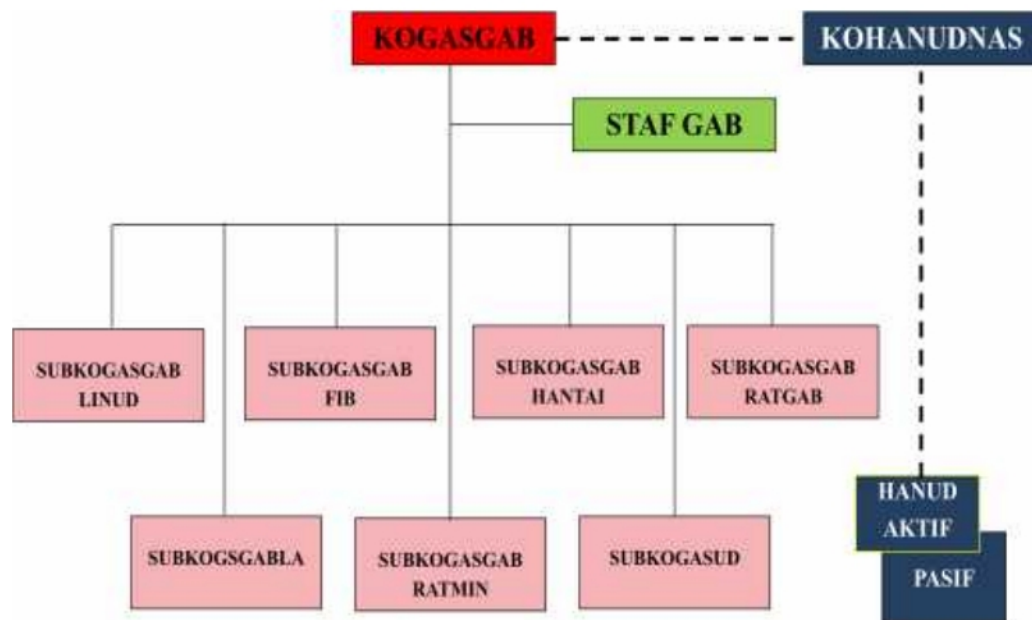 KOGASGAB
KOHANUDNAS
STAF GAB
SUBKOGASGAB
LINUD
SUBKOGASGAB
FIB
SUBKOGASGAB
HANTAI
SUBKOGASGAB
RATGAB
SUBKOGSGABLA
SUBKOGASGAB
RATMIN
SUBKOGASUD
HANUD
AKTIF
PASIF